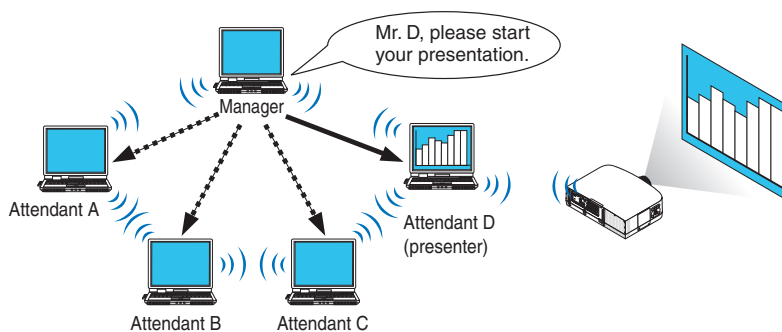 Mr. D, please start
your presentation.
Manager
Attendant A
Attendant D
(presenter)
Attendant B
Attendant C